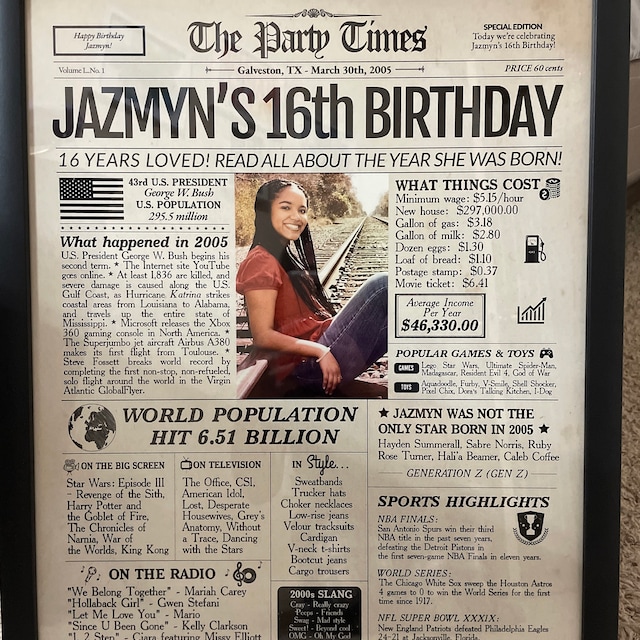 Happy Birthday
Jazmyn!
The Party Times
SPECIAL EDITION
Today we're celebrating
Jazmyn's 16th Birthday!
Volume L, No. 1
Galveston, TX - March 30th, 2005
PRICE 60 cents
JAZMYN'S 16th BIRTHDAY
16 YEARS LOVED! READ ALL ABOUT THE YEAR SHE WAS BORN!
43rd U.S. PRESIDENT
George W. Bush
U.S. POPULATION
295.5 million
What happened in 2005
U.S. President George W. Bush begins his
second term. * The Internet site YouTube
goes online. * At least 1,836 are killed, and
severe damage is caused along the U.S.
Gulf Coast, as Hurricane Katrina strikes
coastal areas from Louisiana to Alabama,
and travels up the entire state of
Mississippi. * Microsoft releases the Xbox
360 gaming console in North America. *
The Superjumbo jet aircraft Airbus A380
makes its first flight from Toulouse. *
Steve Fossett breaks world record by
completing the first non-stop, non-refueled,
solo flight around the world in the Virgin
Atlantic GlobalFlyer.
WHAT THINGS COST
Minimum wage: $5.15/hour
New house: $297,000.00
Gallon of gas: $3.18
Gallon of milk: $2.80
Dozen eggs: $1.30
Loaf of bread: $1.10
Postage stamp: $0.37
Movie ticket: $6.41
Average Income
Per Year
$46,330.00
POPULAR GAMES & TOYS
GAMES Lego Star Wars, Ultimate Spider-Man,
Madagascar, Resident Evil 4, God of War
TOYS Aquadoodle, Furby, V-Smile, Shell Shocker,
Pixel Chix, Dora's Talking Kitchen, I-Dog
WORLD POPULATION
HIT 6.51 BILLION
JAZMYN WAS NOT THE
ONLY STAR BORN IN 2005
Hayden Summerall, Sabre Norris, Ruby
Rose Turner, Hali'a Beamer, Caleb Coffee
GENERATION Z (GEN Z)
ON THE BIG SCREEN
Star Wars: Episode III
- Revenge of the Sith,
Harry Potter and
the Goblet of Fire,
The Chronicles of
Narnia, War of
the Worlds, King Kong
ON TELEVISION
The Office, CSI,
American Idol,
Lost, Desperate
Housewives, Grey's
Anatomy, Without
a Trace, Dancing
with the Stars
IN Style...
Sweatbands
Trucker hats
Choker necklaces
Low-rise jeans
Velour tracksuits
Cardigan
V-neck t-shirts
Bootcut jeans
Cargo trousers
SPORTS HIGHLIGHTS
NBA FINALS:
San Antonio Spurs win their third
NBA title in the past seven years,
defeating the Detroit Pistons in
the first seven-game NBA Finals in eleven years.
WORLD SERIES:
The Chicago White Sox sweep the Houston Astros
4 games to 0 to win the World Series for the first
time since 1917.
NFL SUPER BOWL XXXIX:
New England Patriots defeated Philadelphia Eagles
24-21 at Jacksonville, Florida.
ON THE RADIO
"We Belong Together" - Mariah Carey
"Hollaback Girl" - Gwen Stefani
"Let Me Love You" - Mario
"Since U Been Gone" - Kelly Clarkson
"1, 2 Step" - Ciara featuring Missy Elliott
2000s SLANG
Cray - Really crazy
Peeps - Friends
Swag - Mad style
Sweet - Beyond cool
OMG - Oh My God